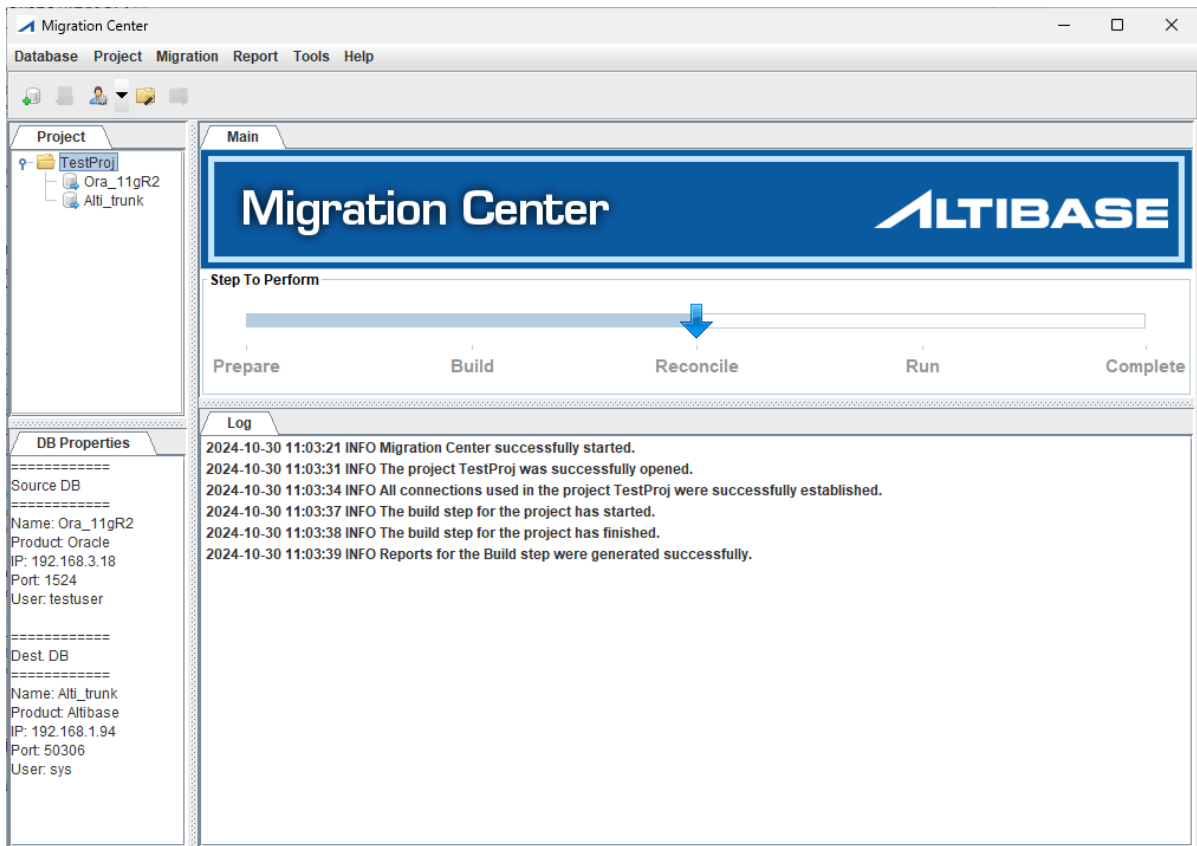 Migration Center
Database Project Migration Report Tools Help
Project
TestProj
Ora_11gR2
Alti_trunk
Main
Migration Center ALTIBASE
Step To Perform
Prepare Build Reconcile Run Complete
Log
2024-10-30 11:03:21 INFO Migration Center successfully started.
2024-10-30 11:03:31 INFO The project TestProj was successfully opened.
2024-10-30 11:03:34 INFO All connections used in the project TestProj were successfully established.
2024-10-30 11:03:37 INFO The build step for the project has started.
2024-10-30 11:03:38 INFO The build step for the project has finished.
2024-10-30 11:03:39 INFO Reports for the Build step were generated successfully.
DB Properties
============
Source DB
============
Name: Ora_11gR2
Product: Oracle
IP: 192.168.3.18
Port: 1524
User: testuser
============
Dest. DB
============
Name: Alti_trunk
Product: Altibase
IP: 192.168.1.94
Port: 50306
User: sys